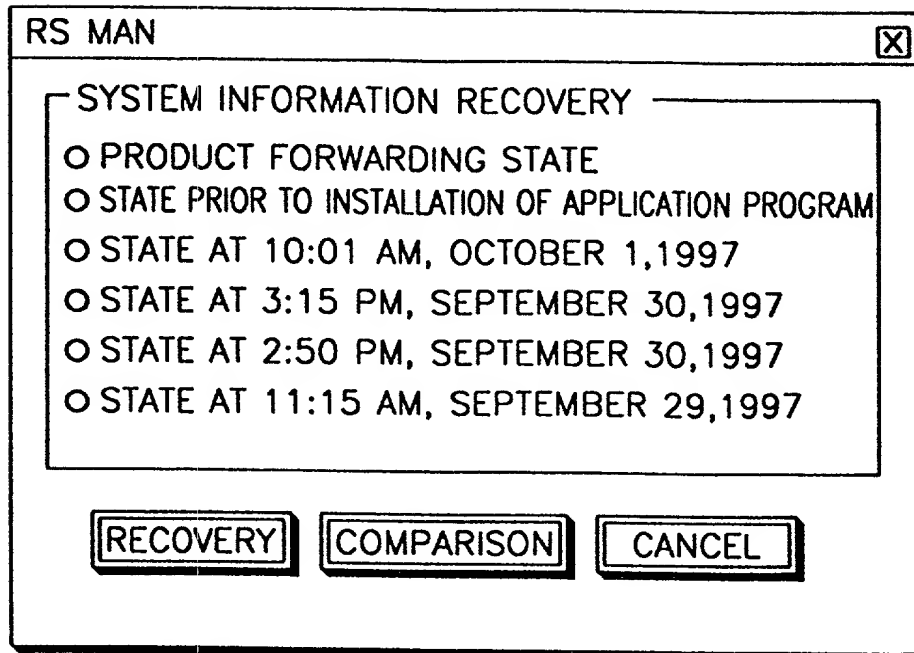 RS MAN
X
SYSTEM INFORMATION RECOVERY
PRODUCT FORWARDING STATE
STATE PRIOR TO INSTALLATION OF APPLICATION PROGRAM
STATE AT 10:01 AM, OCTOBER 1,1997
STATE AT 3:15 PM, SEPTEMBER 30,1997
STATE AT 2:50 PM, SEPTEMBER 30,1997
STATE AT 11:15 AM, SEPTEMBER 29,1997
RECOVERY COMPARISON CANCEL